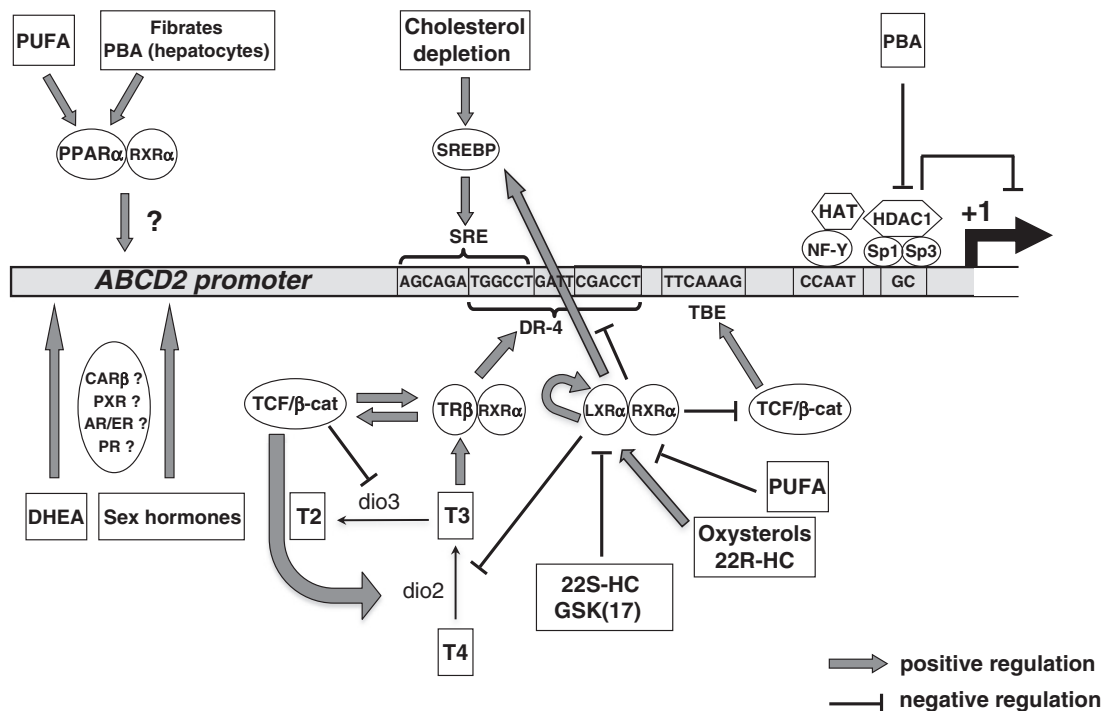 PUFA
Fibrates
PBA (hepatocytes)
Cholesterol
depletion
PBA
PPARα
RXRα
SREBP
?
SRE
HAT
HDAC1
+1
NF-Y
Sp1
Sp3
ABCD2 promoter
AGCAGA
TGGCCT
GATT
CGACCT
TTCAAAG
CCAAT
GC
DR-4
TBE
CARβ ?
PXR ?
AR/ER ?
PR ?
TCF/β-cat
TRβ
RXRα
LXRα
RXRα
TCF/β-cat
DHEA
Sex hormones
T2
dio3
T3
PUFA
Oxysterols
22R-HC
dio2
22S-HC
GSK(17)
T4
positive regulation
negative regulation